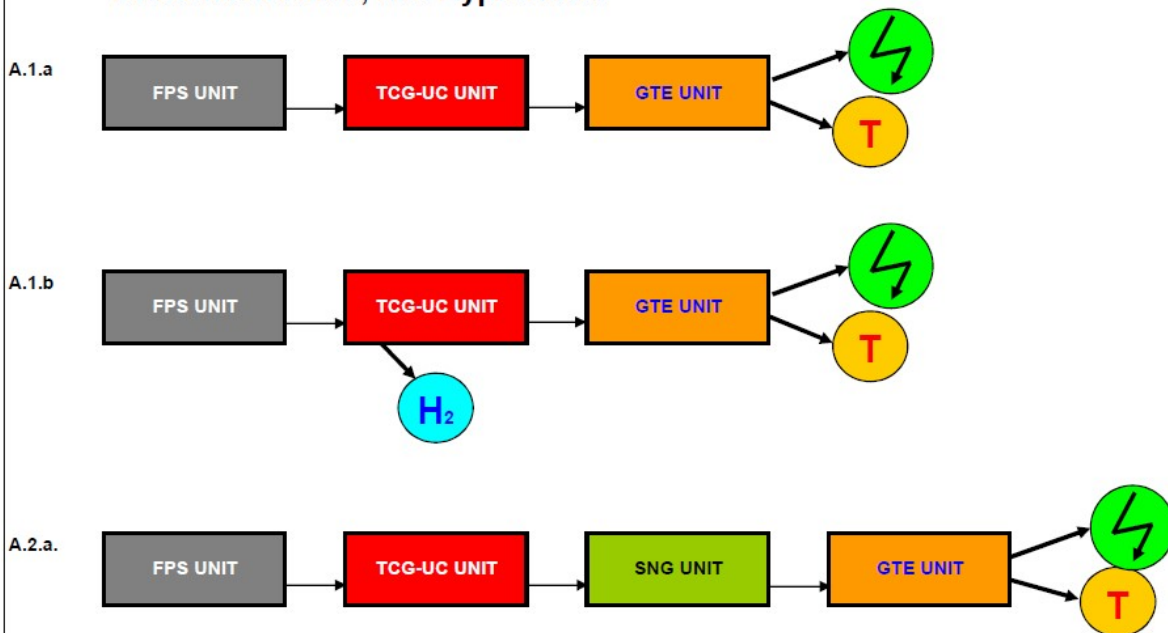 A.1.a
FPS UNIT
TCG-UC UNIT
GTE UNIT
T
A.1.b
FPS UNIT
TCG-UC UNIT
GTE UNIT
T
H2
A.2.a.
FPS UNIT
TCG-UC UNIT
SNG UNIT
GTE UNIT
T